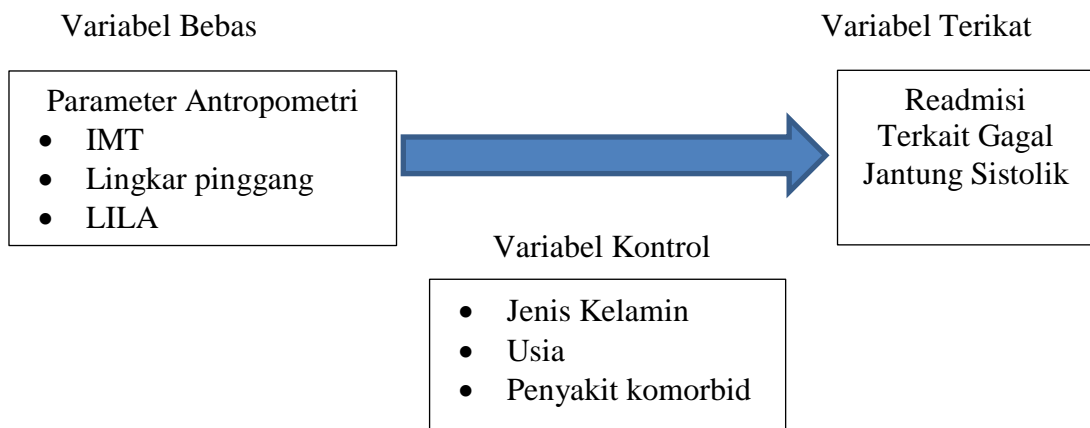 Variabel Bebas
Variabel Terikat
Parameter Antropometri
• IMT
• Lingkar pinggang
• LILA
Readmisi
Terkait Gagal
Jantung Sistolik
Variabel Kontrol
• Jenis Kelamin
• Usia
• Penyakit komorbid